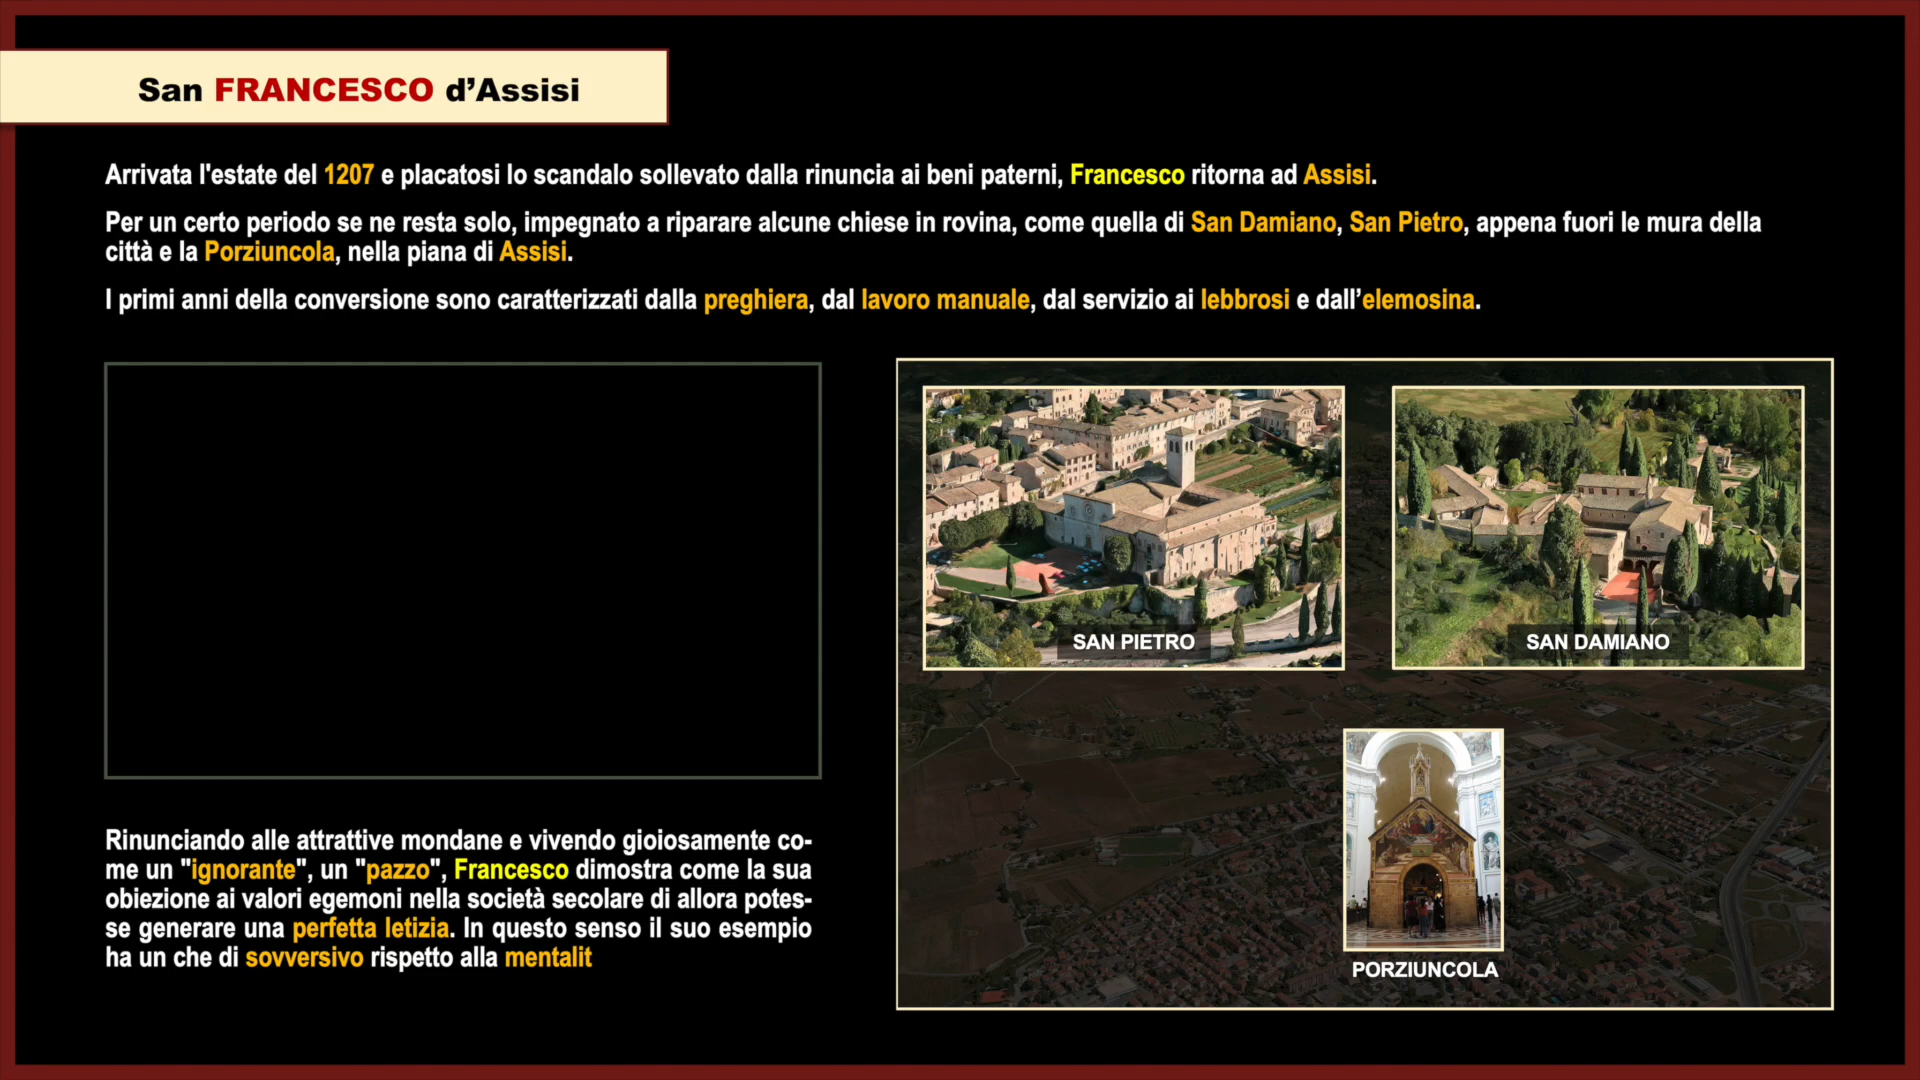 San FRANCESCO d’Assisi
Arrivata l'estate del 1207 e placatosi lo scandalo sollevato dalla rinuncia ai beni paterni, Francesco ritorna ad Assisi.
Per un certo periodo se ne resta solo, impegnato a riparare alcune chiese in rovina, come quella di San Damiano, San Pietro, appena fuori le mura della
città e la Porziuncola, nella piana di Assisi.
I primi anni della conversione sono caratterizzati dalla preghiera, dal lavoro manuale, dal servizio ai lebbrosi e dall’elemosina.
SAN PIETRO
SAN DAMIANO
PORZIUNCOLA
Rinunciando alle attrattive mondane e vivendo gioiosamente co-
me un "ignorante", un "pazzo", Francesco dimostra come la sua
obiezione ai valori egemoni nella società secolare di allora potes-
se generare una perfetta letizia. In questo senso il suo esempio
ha un che di sovversivo rispetto alla mentalit